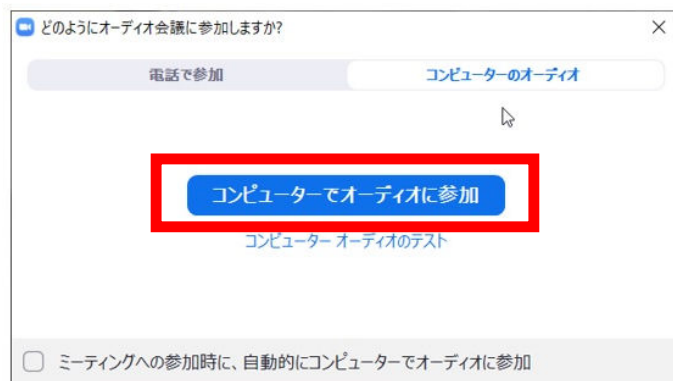 どのようにオーディオ会議に参加しますか?
電話で参加
コンピューターのオーディオ
コンピューターでオーディオに参加
コンピューター オーディオのテスト
ミーティングへの参加時に、自動的にコンピューターでオーディオに参加